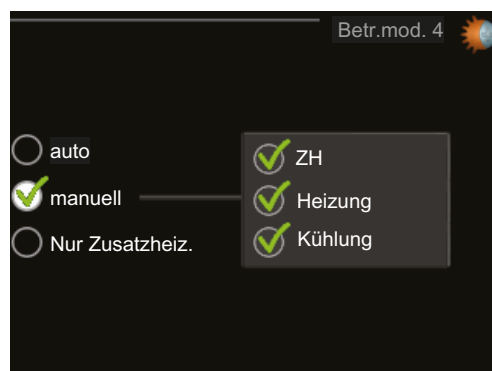 Betr.mod. 4
auto
manuell
Nur Zusatzheiz.
ZH
Heizung
Kühlung